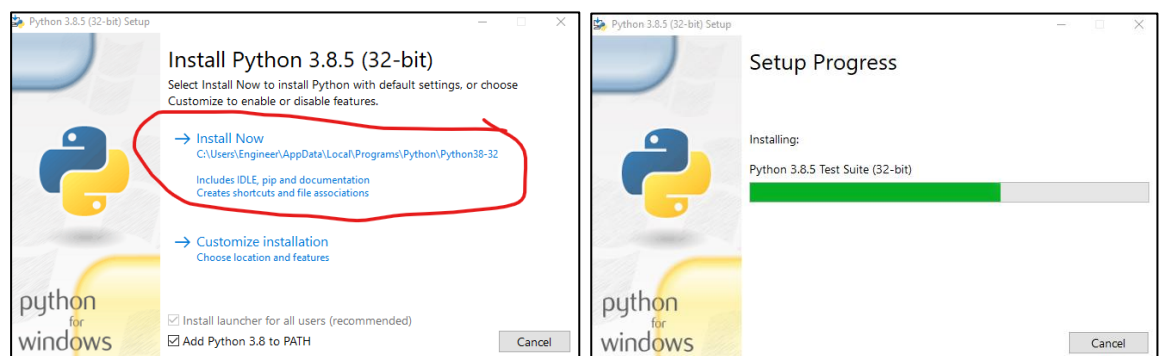 Python 3.8.5 (32-bit) Setup
Install Python 3.8.5 (32-bit)
Select Install Now to install Python with default settings, or choose
Customize to enable or disable features.
→ Install Now
C:\Users\Engineer\AppData\Local\Programs\Python\Python38-32
Includes IDLE, pip and documentation
Creates shortcuts and file associations
→ Customize installation
Choose location and features
Install launcher for all users (recommended)
Add Python 3.8 to PATH
Cancel
python
for
windows
Python 3.8.5 (32-bit) Setup
Setup Progress
Installing:
Python 3.8.5 Test Suite (32-bit)
python
for
windows
Cancel